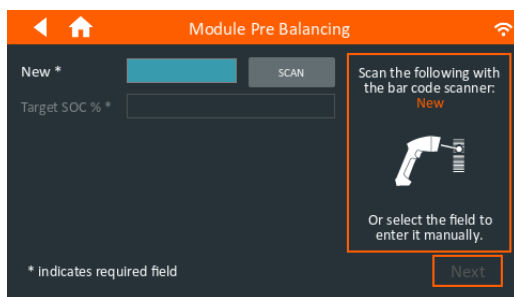 Module Pre Balancing
New *
SCAN
Target SOC % *
Scan the following with
the bar code scanner:
New
Or select the field to
enter it manually.
* indicates required field
Next